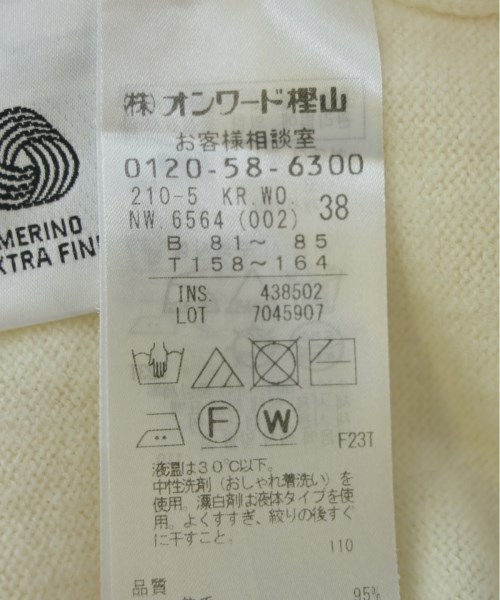 MERINO
EXTRA FINE
(株)オンワード樫山
お客様相談室
0120-58-6300
210-5 KR.WO.
NW.6564 (002) 38
B 81～ 85
T158～164
INS. 438502
LOT 7045907
F W
F23T
液温は30℃以下。
中性洗剤（おしゃれ着洗い）を
使用。漂白剤は液体タイプを使
用。よくすすぎ、絞りの後すぐ
に干すこと。
110
品質
95%